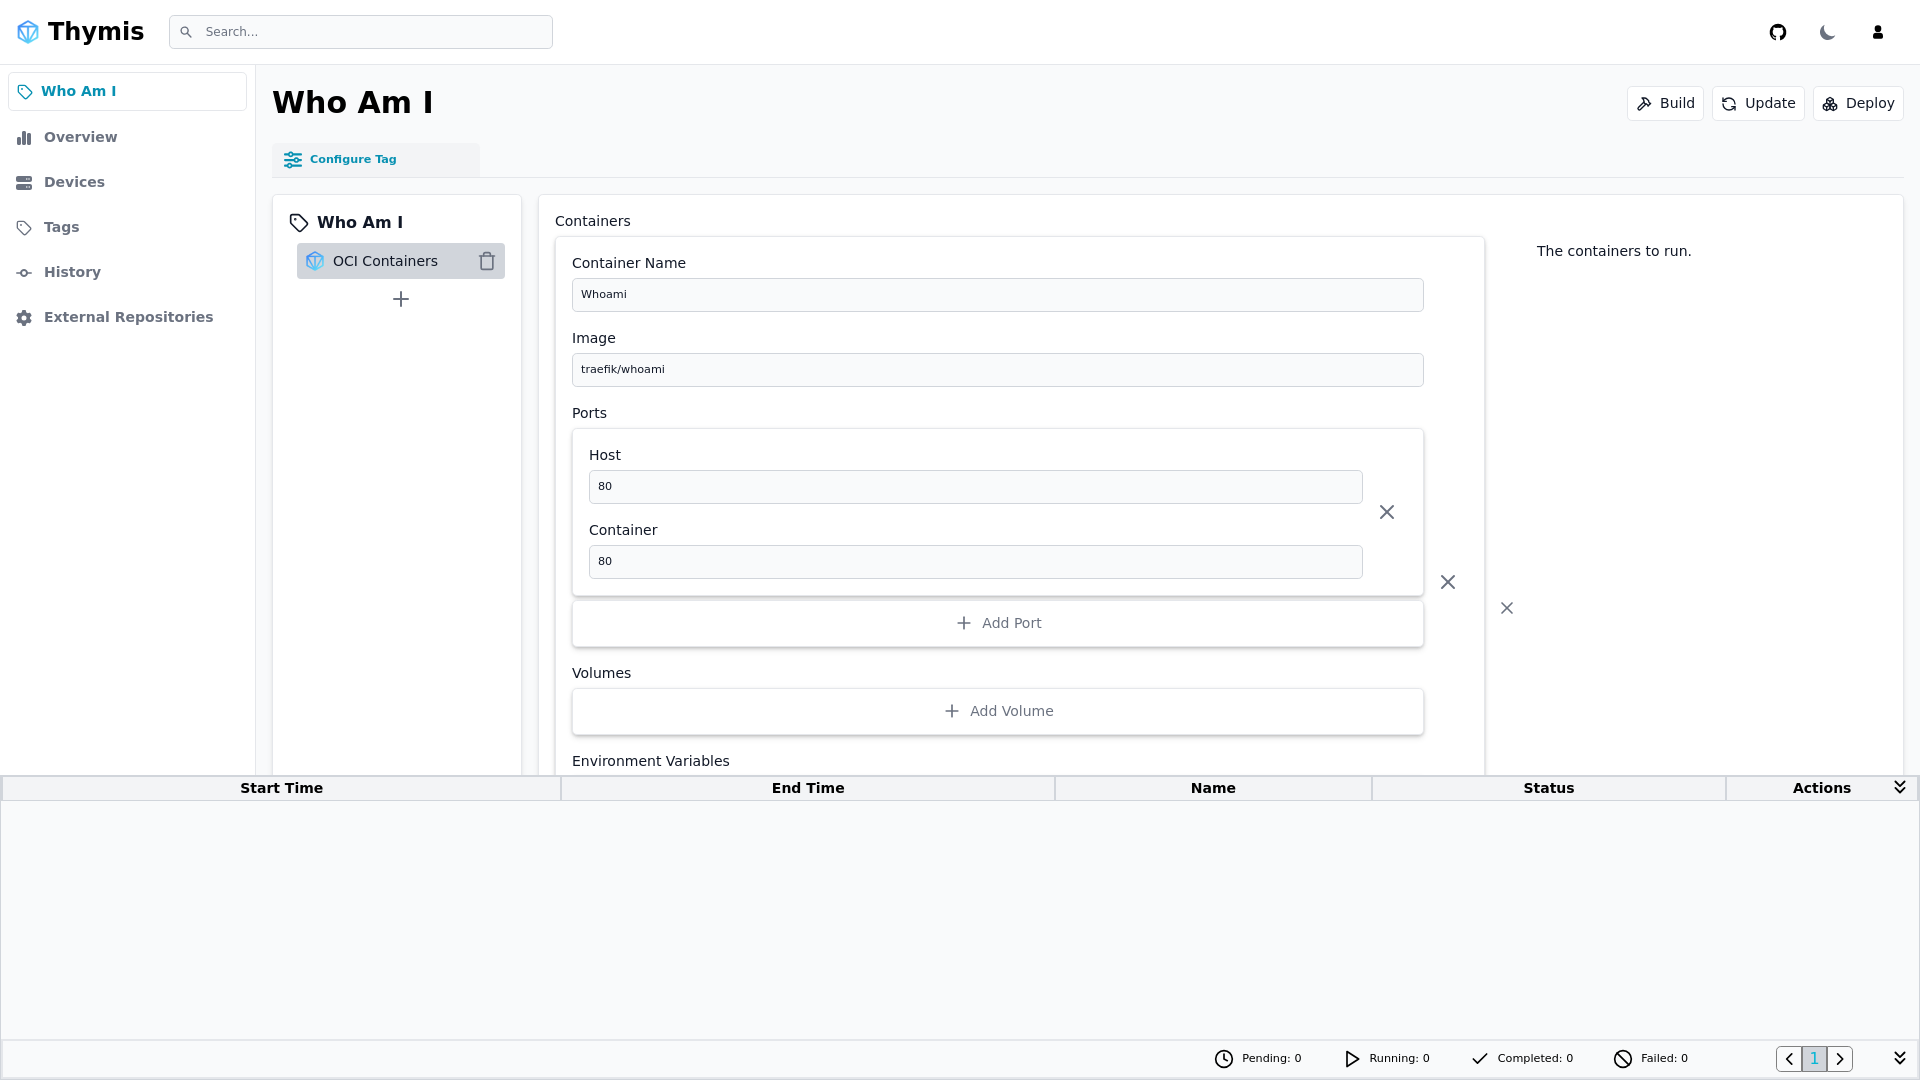 Thymis
Search...
Who Am I
Overview
Devices
Tags
History
External Repositories
Who Am I
Build
Update
Deploy
Configure Tag
Who Am I
OCI Containers
Containers
The containers to run.
Container Name
Whoami
Image
traefik/whoami
Ports
Host
80
Container
80
Add Port
Volumes
Add Volume
Environment Variables
Start Time End Time Name Status Actions
Pending: 0 Running: 0 Completed: 0 Failed: 0 1